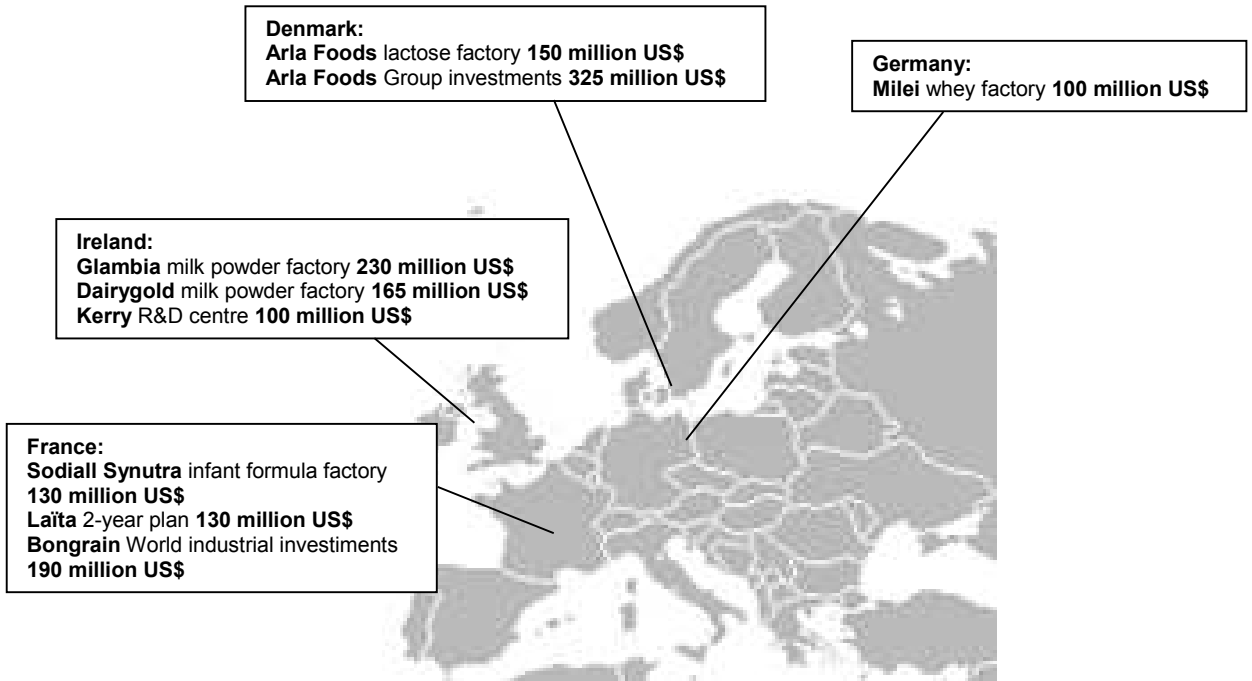 Denmark:
Arla Foods lactose factory 150 million US$
Arla Foods Group investments 325 million US$
Germany:
Milei whey factory 100 million US$
Ireland:
Glambia milk powder factory 230 million US$
Dairygold milk powder factory 165 million US$
Kerry R&D centre 100 million US$
France:
Sodiall Synutra infant formula factory
130 million US$
Laïta 2-year plan 130 million US$
Bongrain World industrial investiments
190 million US$